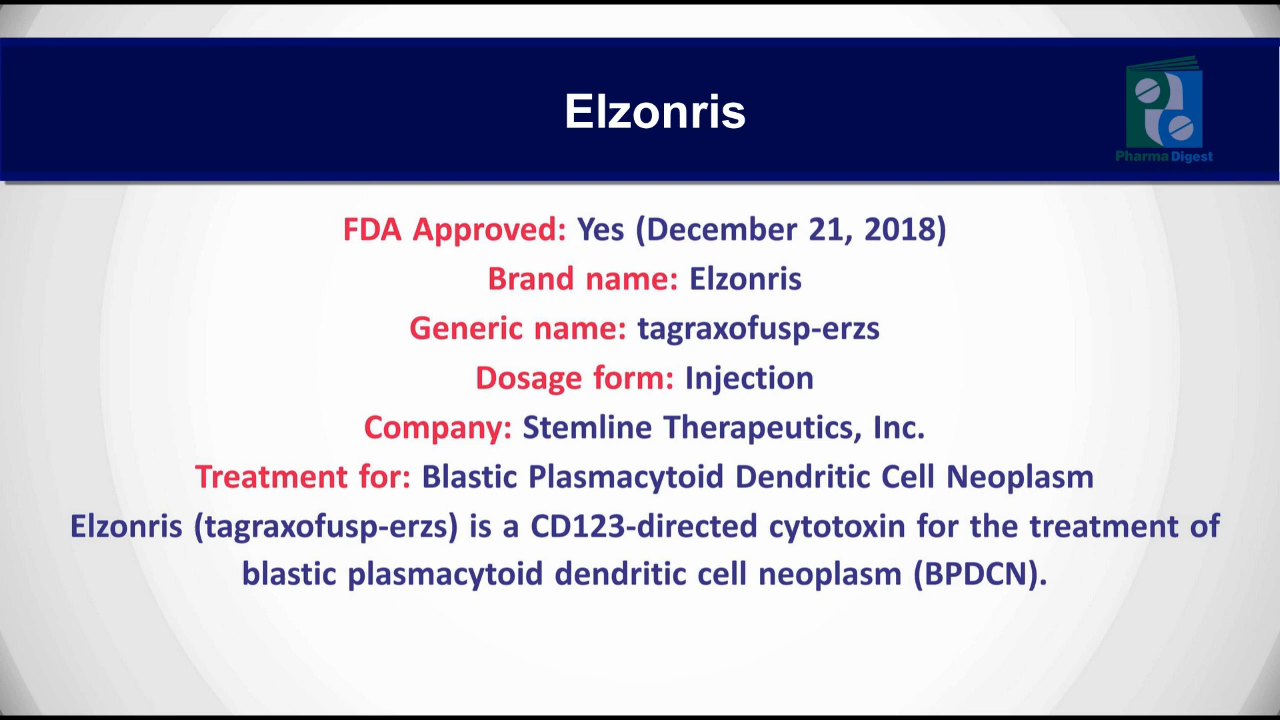 Elzonris
Pharma Digest
FDA Approved: Yes (December 21, 2018)
Brand name: Elzonris
Generic name: tagraxofusp-erzs
Dosage form: Injection
Company: Stemline Therapeutics, Inc.
Treatment for: Blastic Plasmacytoid Dendritic Cell Neoplasm
Elzonris (tagraxofusp-erzs) is a CD123-directed cytotoxin for the treatment of
blastic plasmacytoid dendritic cell neoplasm (BPDCN).